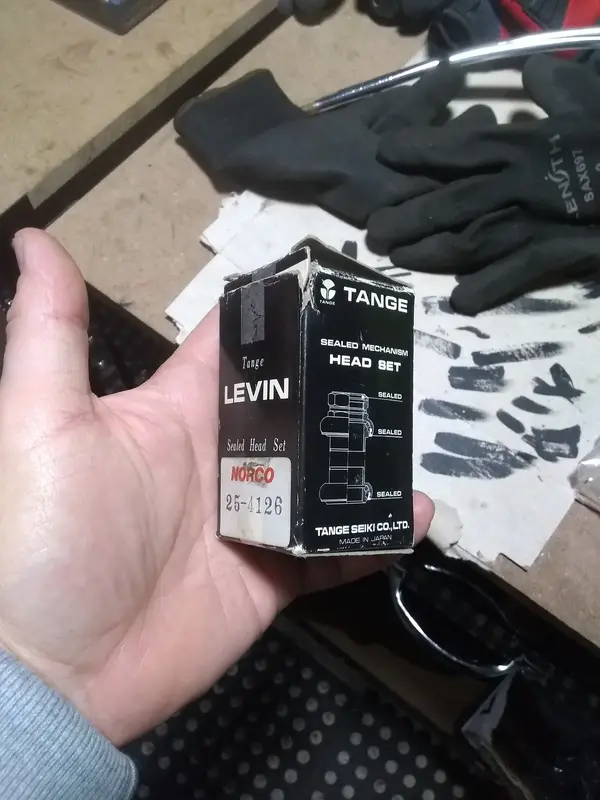 Tange
LEVIN
Sealed Head Set
NORCO
25-4126
TANGE
TANGE
SEALED MECHANISM
HEAD SET
SEALED
SEALED
SEALED
TANGE SEIKI CO., LTD.
MADE IN JAPAN
SAX697